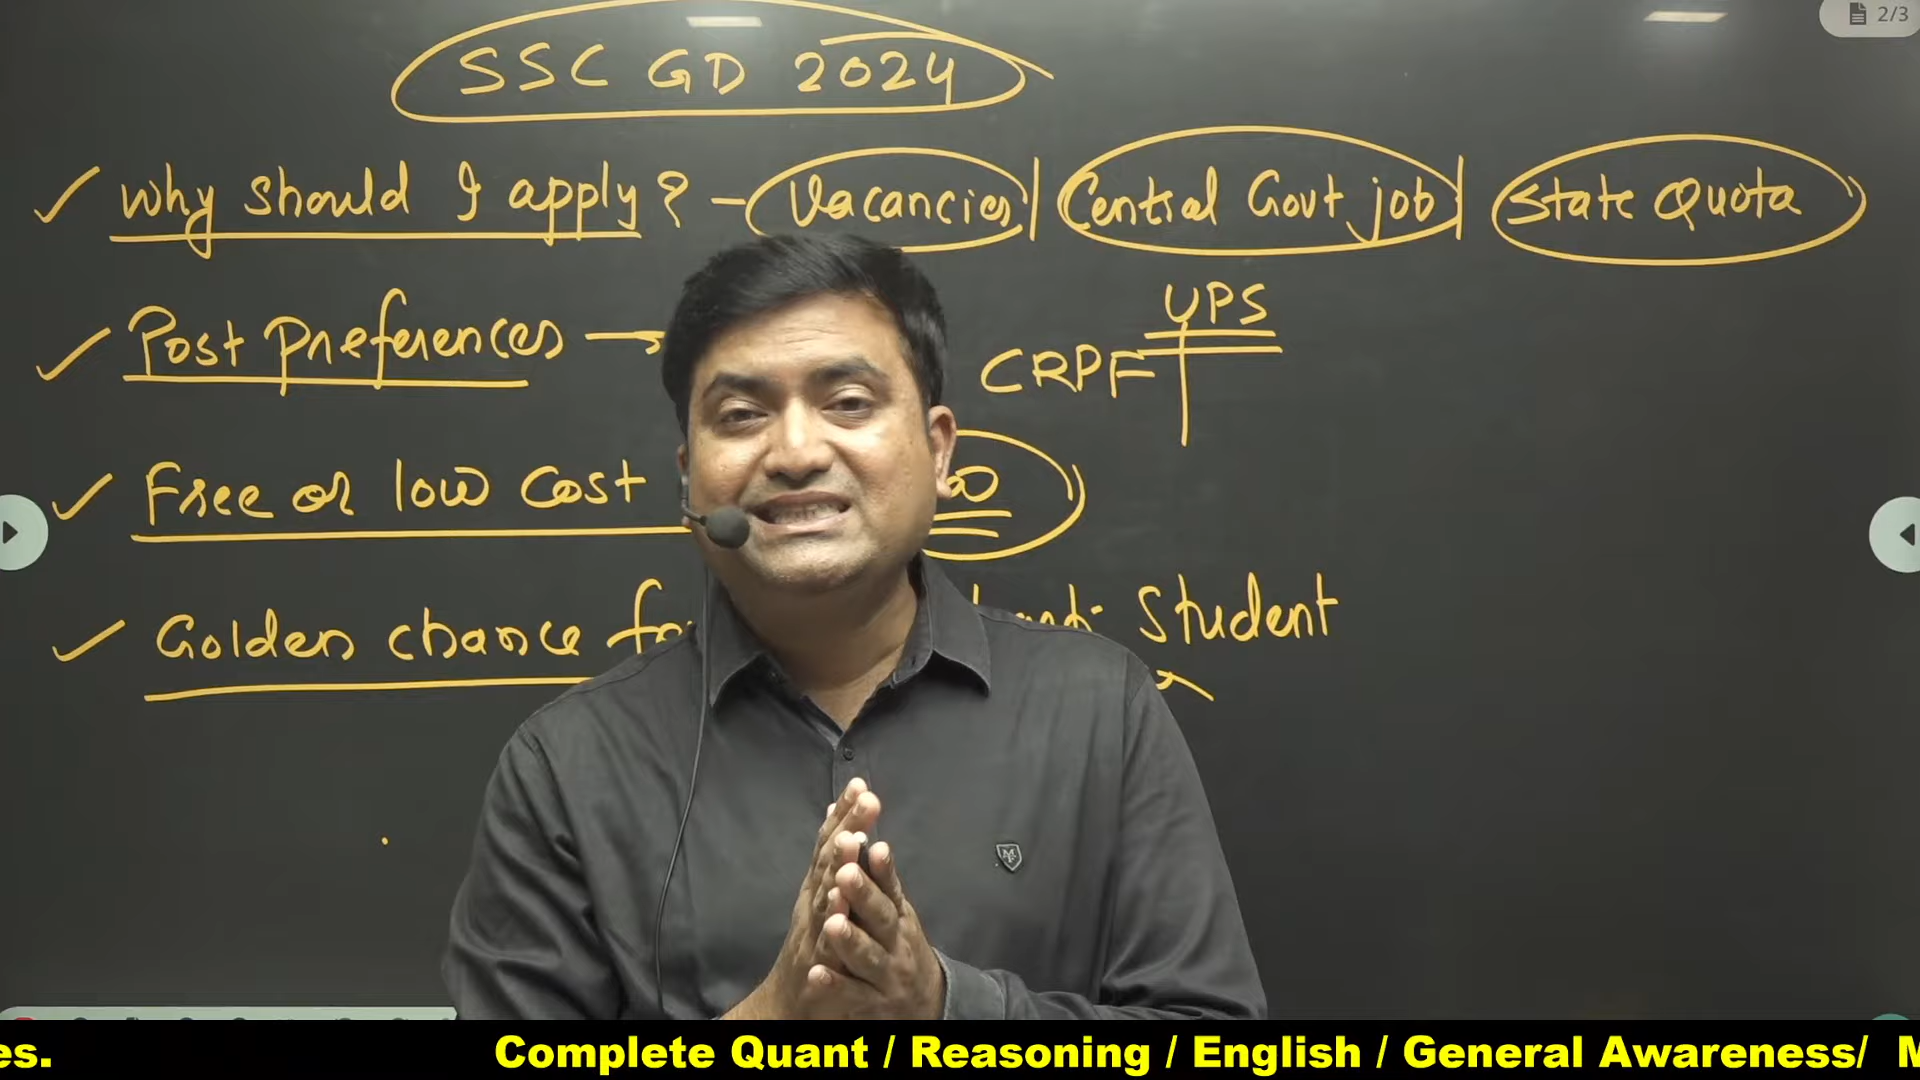 2/3
SSC GD 2024
Why should I apply? - Vacancies | Central Govt job | State Quota
UPS
Post Preferences → CRPF
Free or low cost
Golden chance for Student
es. Complete Quant / Reasoning / English / General Awareness/ M